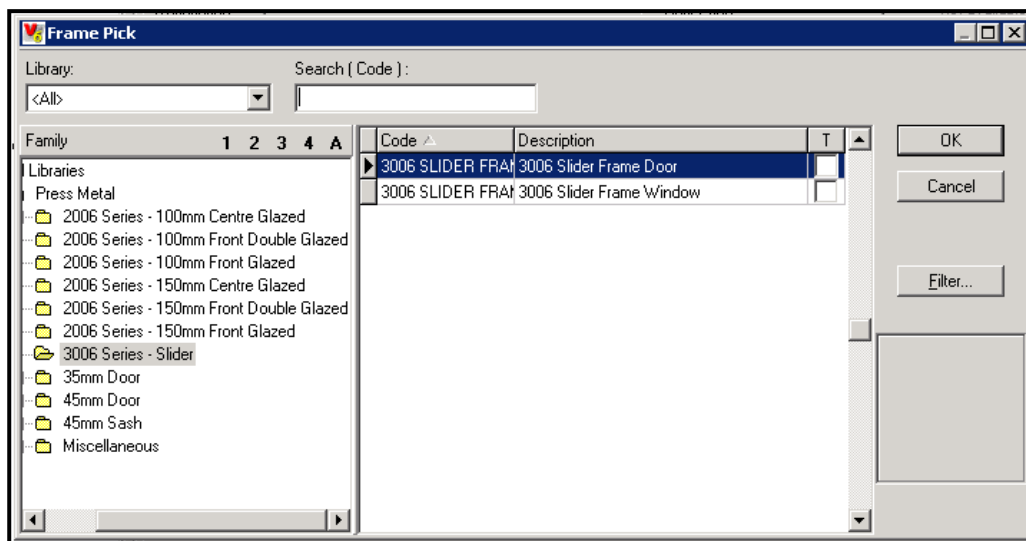 Frame Pick
Library:
Search ( Code ) :
<All>
Family 1 2 3 4 A
Code Description T
OK
Libraries
3006 SLIDER FRA 3006 Slider Frame Door
Press Metal
3006 SLIDER FRA 3006 Slider Frame Window
Cancel
2006 Series - 100mm Centre Glazed
2006 Series - 100mm Front Double Glazed
2006 Series - 100mm Front Glazed
2006 Series - 150mm Centre Glazed
Filter...
2006 Series - 150mm Front Double Glazed
2006 Series - 150mm Front Glazed
3006 Series - Slider
35mm Door
45mm Door
45mm Sash
Miscellaneous